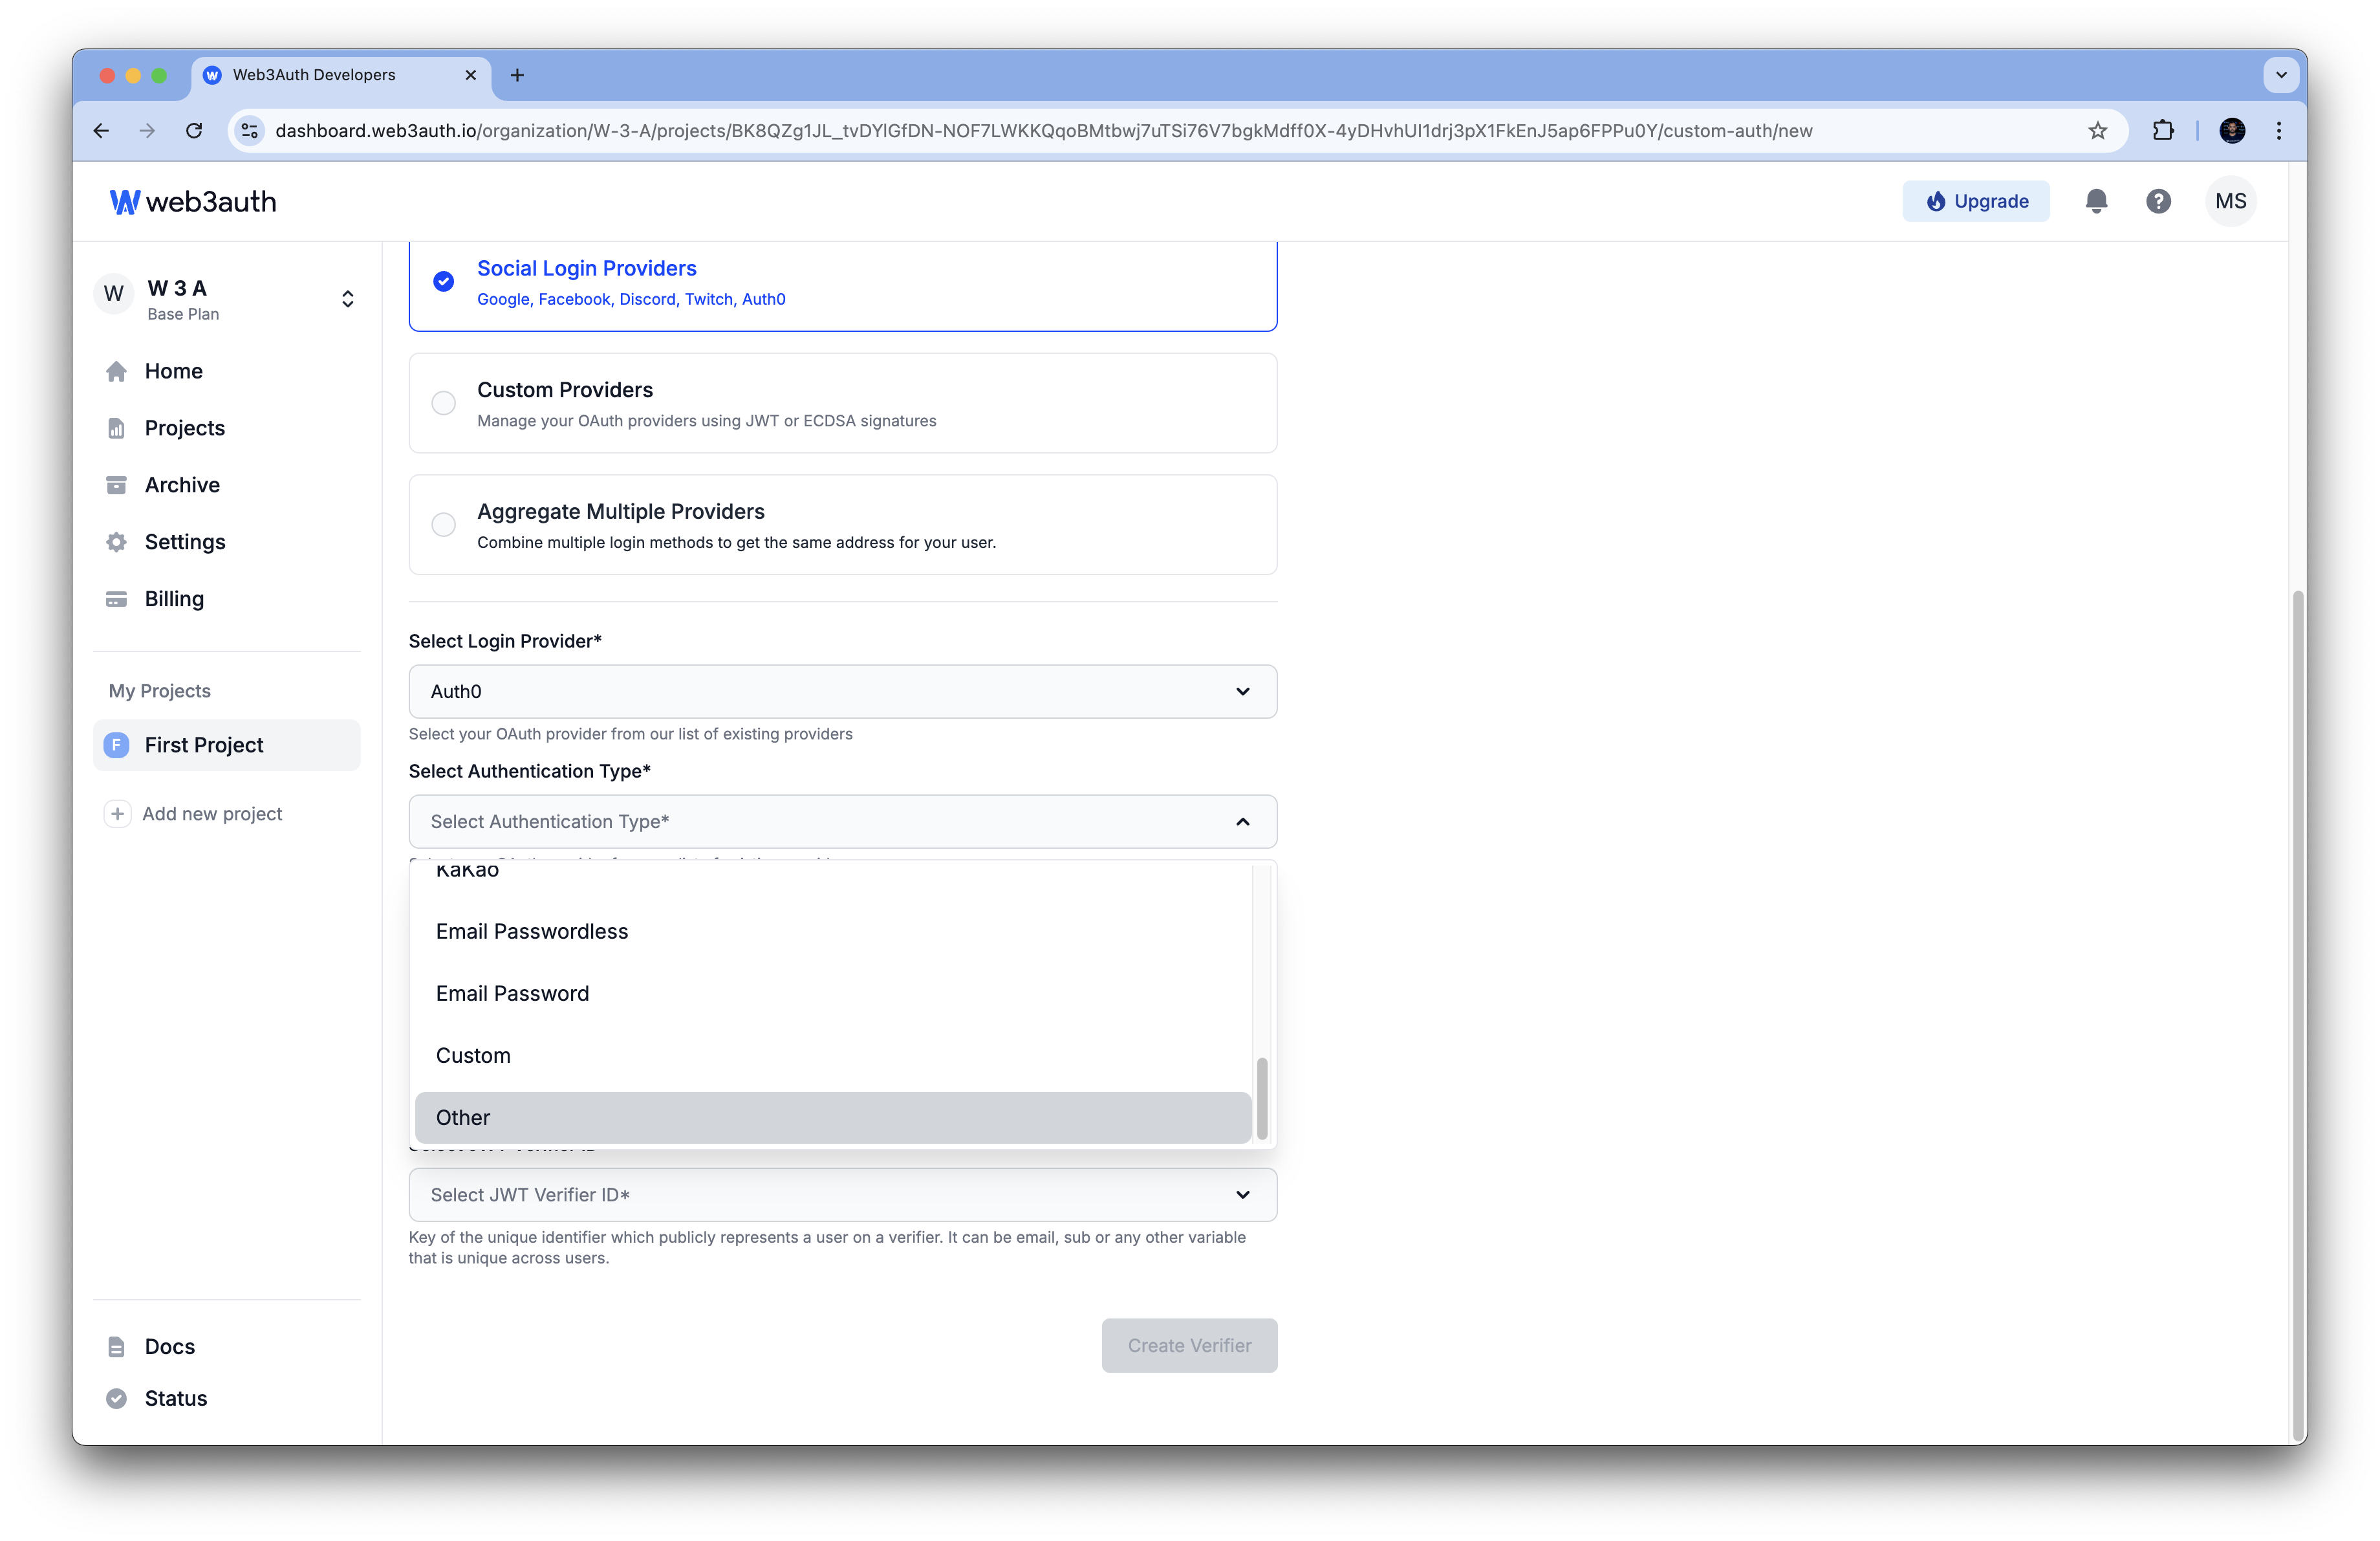 Web3Auth Developers
dashboard.web3auth.io/organization/W-3-A/projects/BK8QZg1JL_tvDYlGfDN-NOF7LWKKQqoBMtbwj7uTSi76V7bgkMdff0X-4yDHvhUI1drj3pX1FkEnJ5ap6FPPu0Y/custom-auth/new
web3auth
Upgrade
MS
W
W 3 A
Base Plan
Home
Projects
Archive
Settings
Billing
My Projects
F
First Project
Add new project
Docs
Status
Social Login Providers
Google, Facebook, Discord, Twitch, Auth0
Custom Providers
Manage your OAuth providers using JWT or ECDSA signatures
Aggregate Multiple Providers
Combine multiple login methods to get the same address for your user.
Select Login Provider*
Auth0
Select your OAuth provider from our list of existing providers
Select Authentication Type*
Select Authentication Type*
KaKao
Email Passwordless
Email Password
Custom
Other
Select JWT Verifier ID*
Key of the unique identifier which publicly represents a user on a verifier. It can be email, sub or any other variable
that is unique across users.
Create Verifier